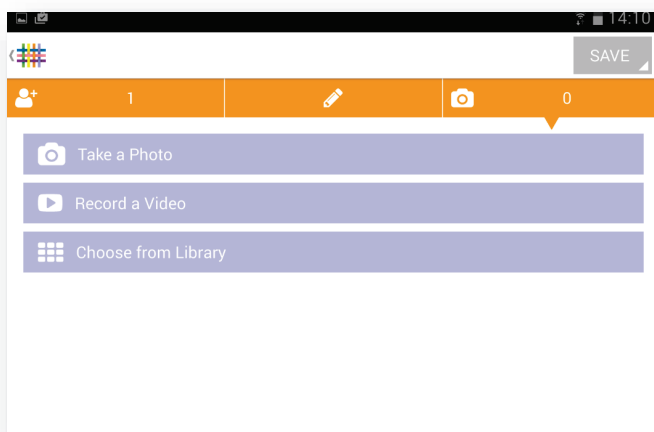 14:10
SAVE
1
0
Take a Photo
Record a Video
Choose from Library